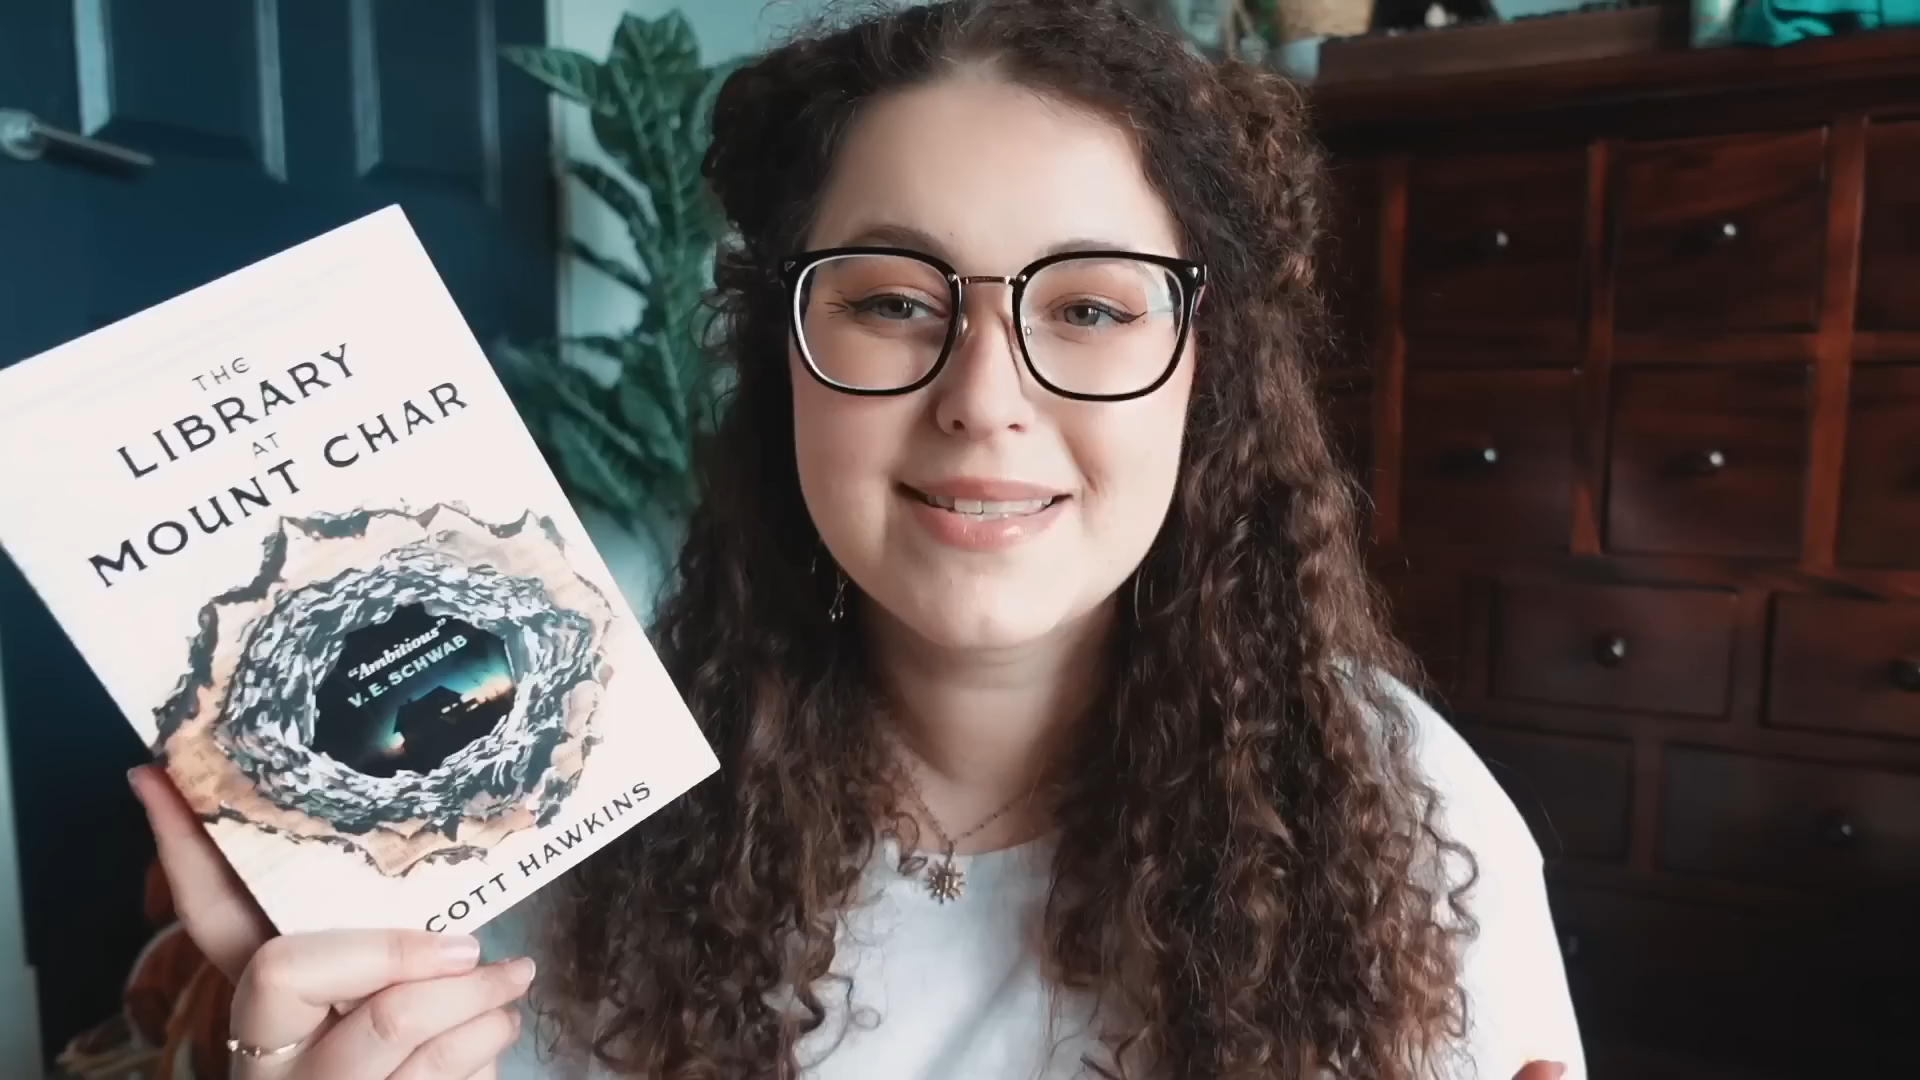 THE
LIBRARY
AT
MOUNT CHAR
“Ambitious”
V. E. SCHWAB
COTT HAWKINS